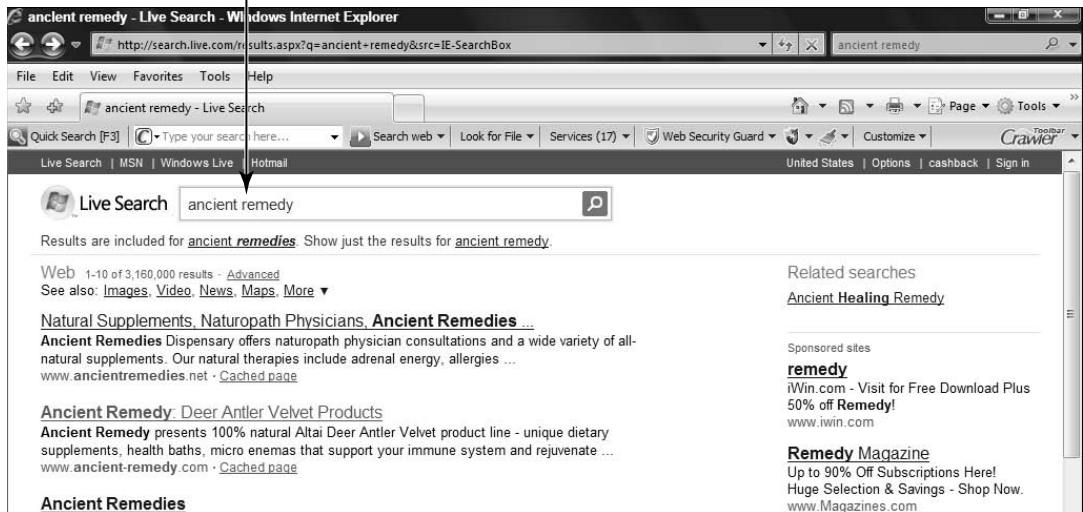 ancient remedy - Live Search - Windows Internet Explorer
http://search.live.com/results.aspx?q=ancient+remedy&src=IE-SearchBox ancient remedy
File Edit View Favorites Tools Help
ancient remedy - Live Search Page Tools
Quick Search [F3] Type your search here... Search web Look for File Services (17) Web Security Guard Customize Crawler Toolbar
Live Search | MSN | Windows Live | Hotmail United States | Options | cashback | Sign in
Live Search ancient remedy
Results are included for ancient remedies. Show just the results for ancient remedy.
Web 1-10 of 3,160,000 results · Advanced
See also: Images, Video, News, Maps, More ▼
Natural Supplements, Naturopath Physicians, Ancient Remedies ...
Ancient Remedies Dispensary offers naturopath physician consultations and a wide variety of all-
natural supplements. Our natural therapies include adrenal energy, allergies ...
www.ancientremedies.net · Cached page
Ancient Remedy: Deer Antler Velvet Products
Ancient Remedy presents 100% natural Altai Deer Antler Velvet product line - unique dietary
supplements, health baths, micro enemas that support your immune system and rejuvenate ...
www.ancient-remedy.com · Cached page
Ancient Remedies
Related searches
Ancient Healing Remedy
Sponsored sites
remedy
iWin.com - Visit for Free Download Plus
50% off Remedy!
www.iwin.com
Remedy Magazine
Up to 90% Off Subscriptions Here!
Huge Selection & Savings - Shop Now.
www.Magazines.com